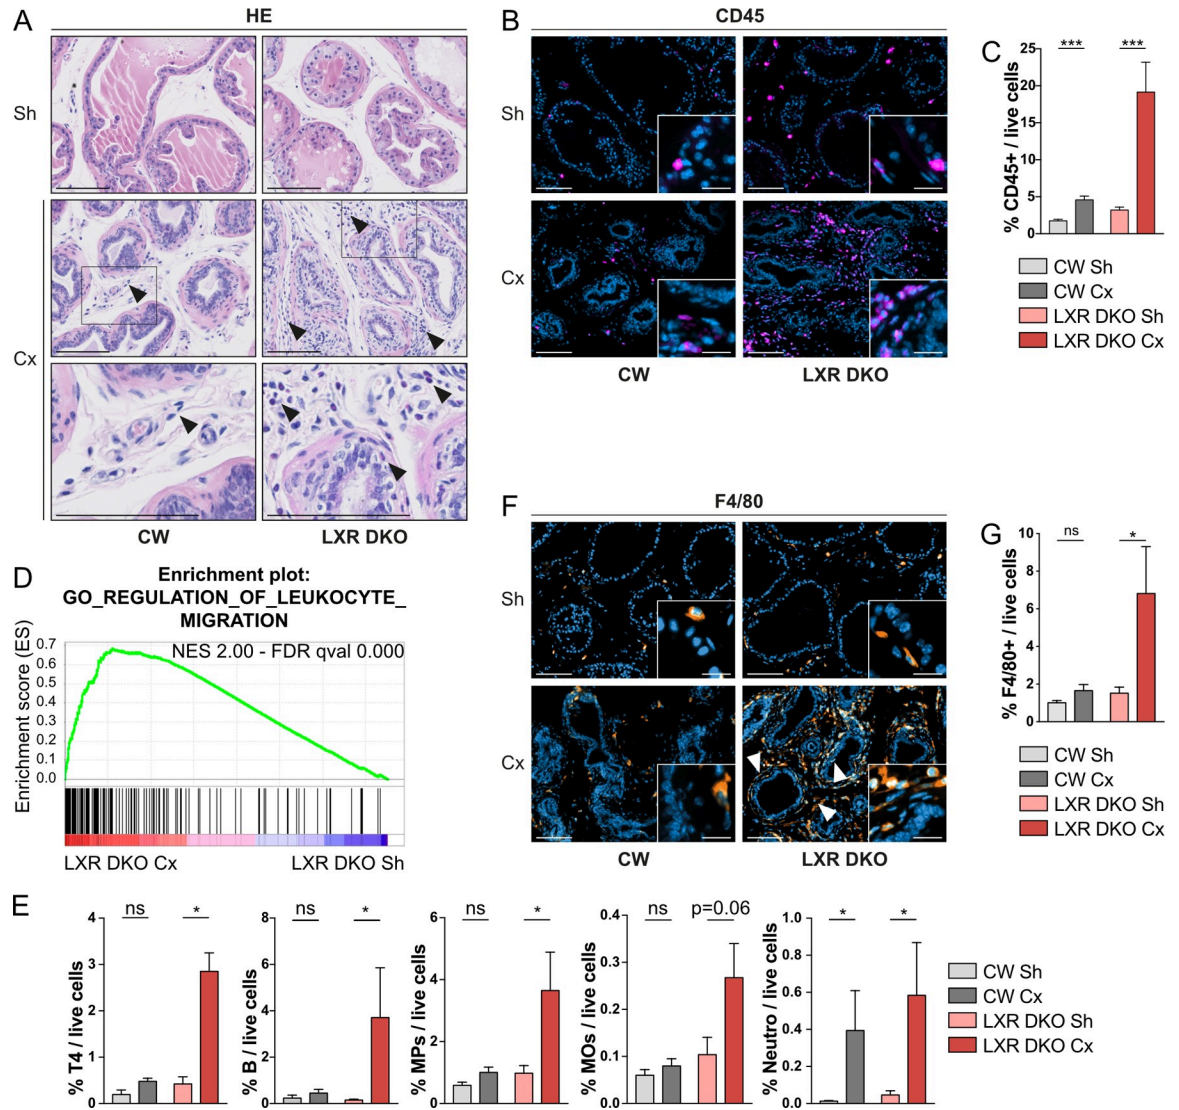 A
HE
Sh
Cx
CW
LXR DKO
B
CD45
Sh
Cx
CW
LXR DKO
C
% CD45+ / live cells
25
20
15
10
5
0
***
***
CW Sh
CW Cx
LXR DKO Sh
LXR DKO Cx
D
Enrichment plot:
GO_REGULATION_OF_LEUKOCYTE_
MIGRATION
NES 2.00 - FDR qval 0.000
Enrichment score (ES)
0.7
0.6
0.5
0.4
0.3
0.2
0.1
0.0
LXR DKO Cx
LXR DKO Sh
F
F4/80
Sh
Cx
CW
LXR DKO
G
% F4/80+ / live cells
10
8
6
4
2
0
ns
*
CW Sh
CW Cx
LXR DKO Sh
LXR DKO Cx
E
% T4 / live cells
4
3
2
1
0
ns
*
% B / live cells
8
6
4
2
0
ns
*
% MPs / live cells
6
4
2
0
ns
*
% MOs / live cells
0.4
0.3
0.2
0.1
0.0
ns
p=0.06
% Neutro / live cells
1.0
0.8
0.6
0.4
0.2
0.0
*
*
CW Sh
CW Cx
LXR DKO Sh
LXR DKO Cx